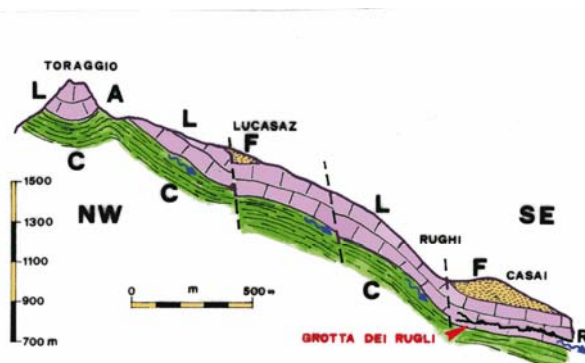 TORAGGIO
L A
L
LUCASAZ
F
C
C
1500
1300
1100
900
700 m
NW
L
SE
RUGHI
F
CASAI
C
0 m 500 m
GROTTA DEI RUGLI
R